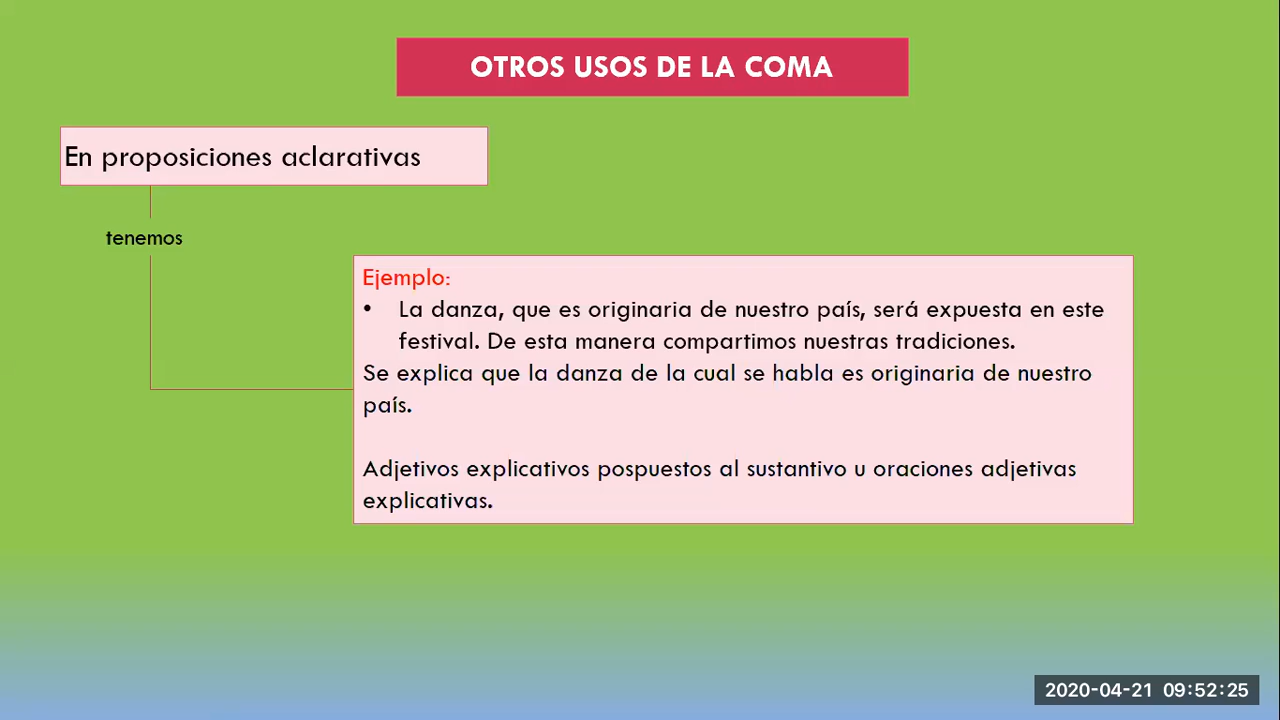 OTROS USOS DE LA COMA
En proposiciones aclarativas
tenemos
Ejemplo:
• La danza, que es originaria de nuestro país, será expuesta en este
festival. De esta manera compartimos nuestras tradiciones.
Se explica que la danza de la cual se habla es originaria de nuestro
país.
Adjetivos explicativos pospuestos al sustantivo u oraciones adjetivas
explicativas.
2020-04-21 09:52:25